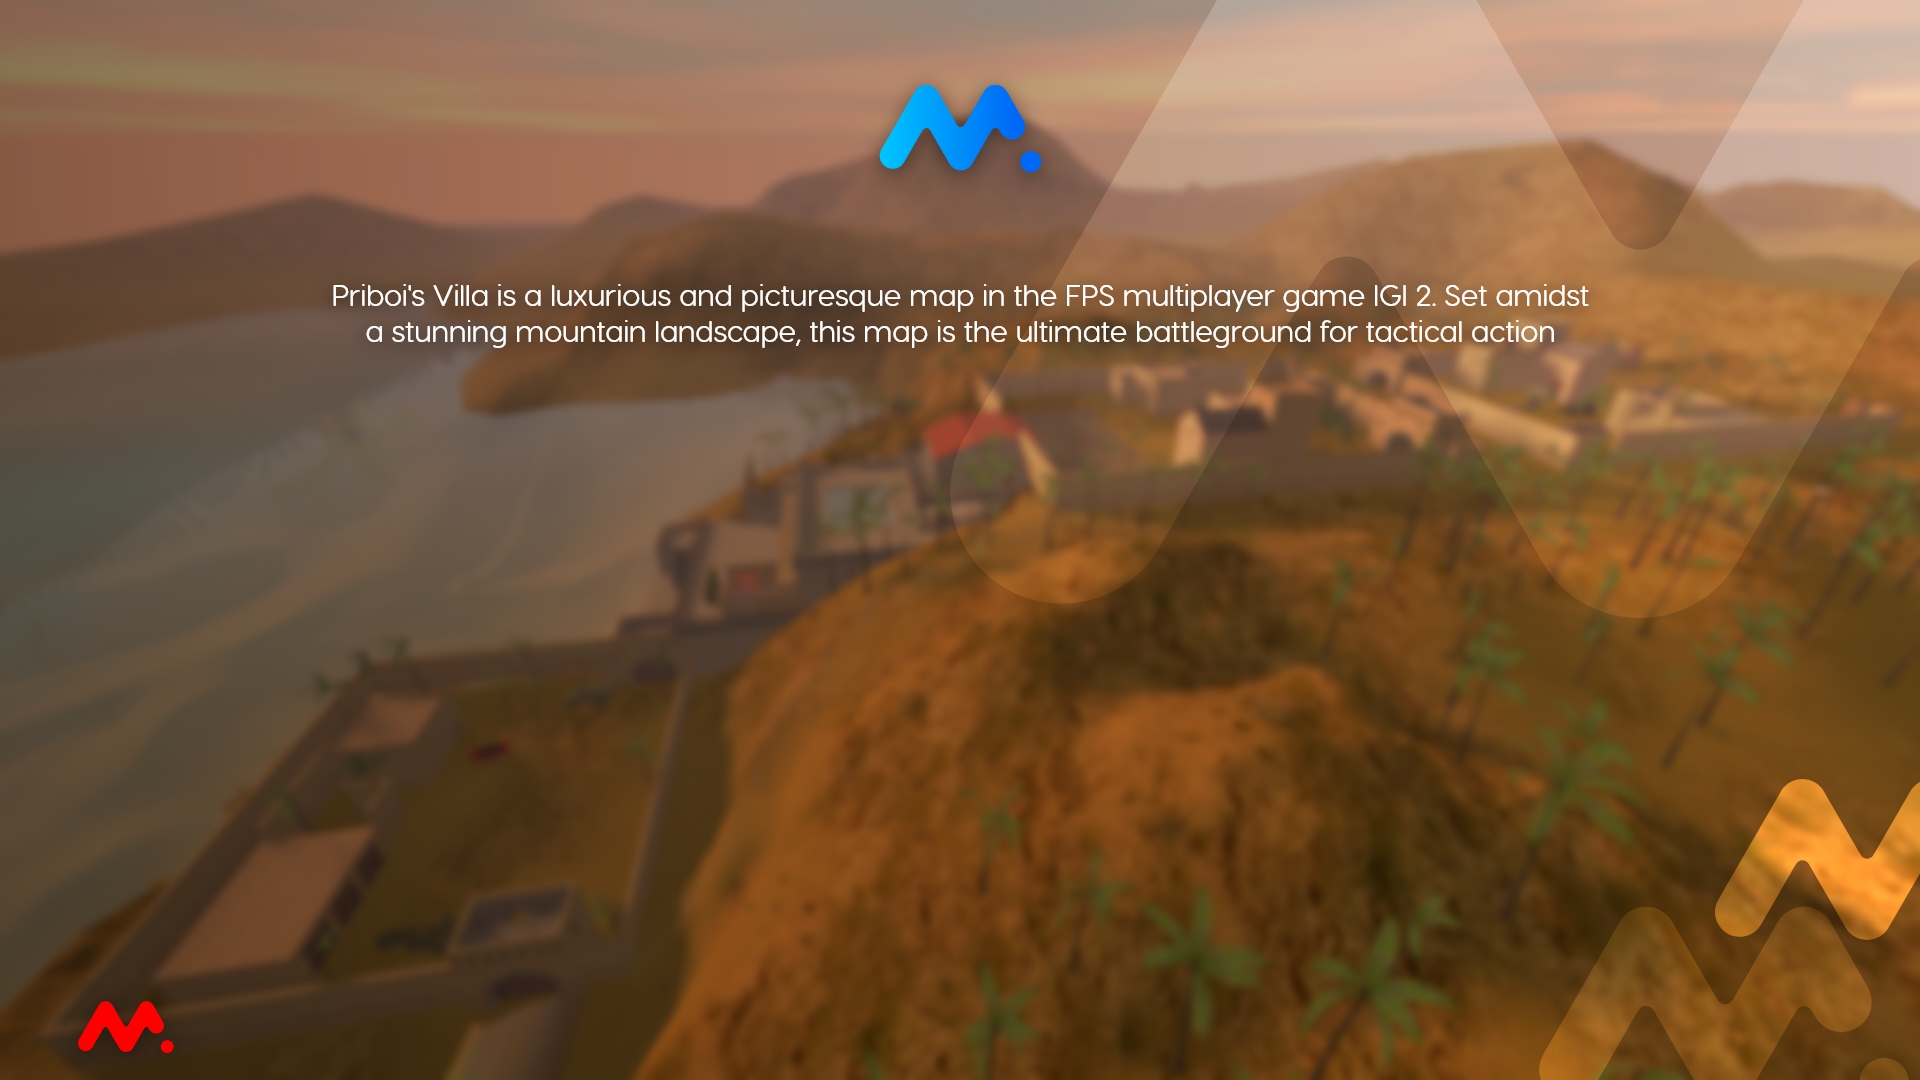 Priboi's Villa is a luxurious and picturesque map in the FPS multiplayer game IGI 2. Set amidst
a stunning mountain landscape, this map is the ultimate battleground for tactical action